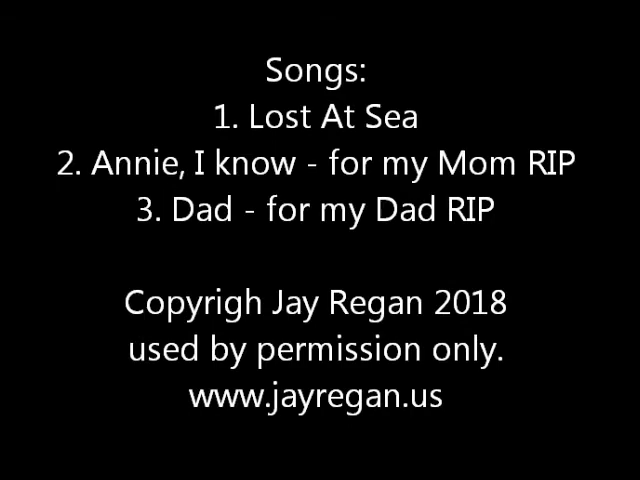 Songs:
1. Lost At Sea
2. Annie, I know - for my Mom RIP
3. Dad - for my Dad RIP
Copyrigh Jay Regan 2018
used by permission only.
www.jayregan.us